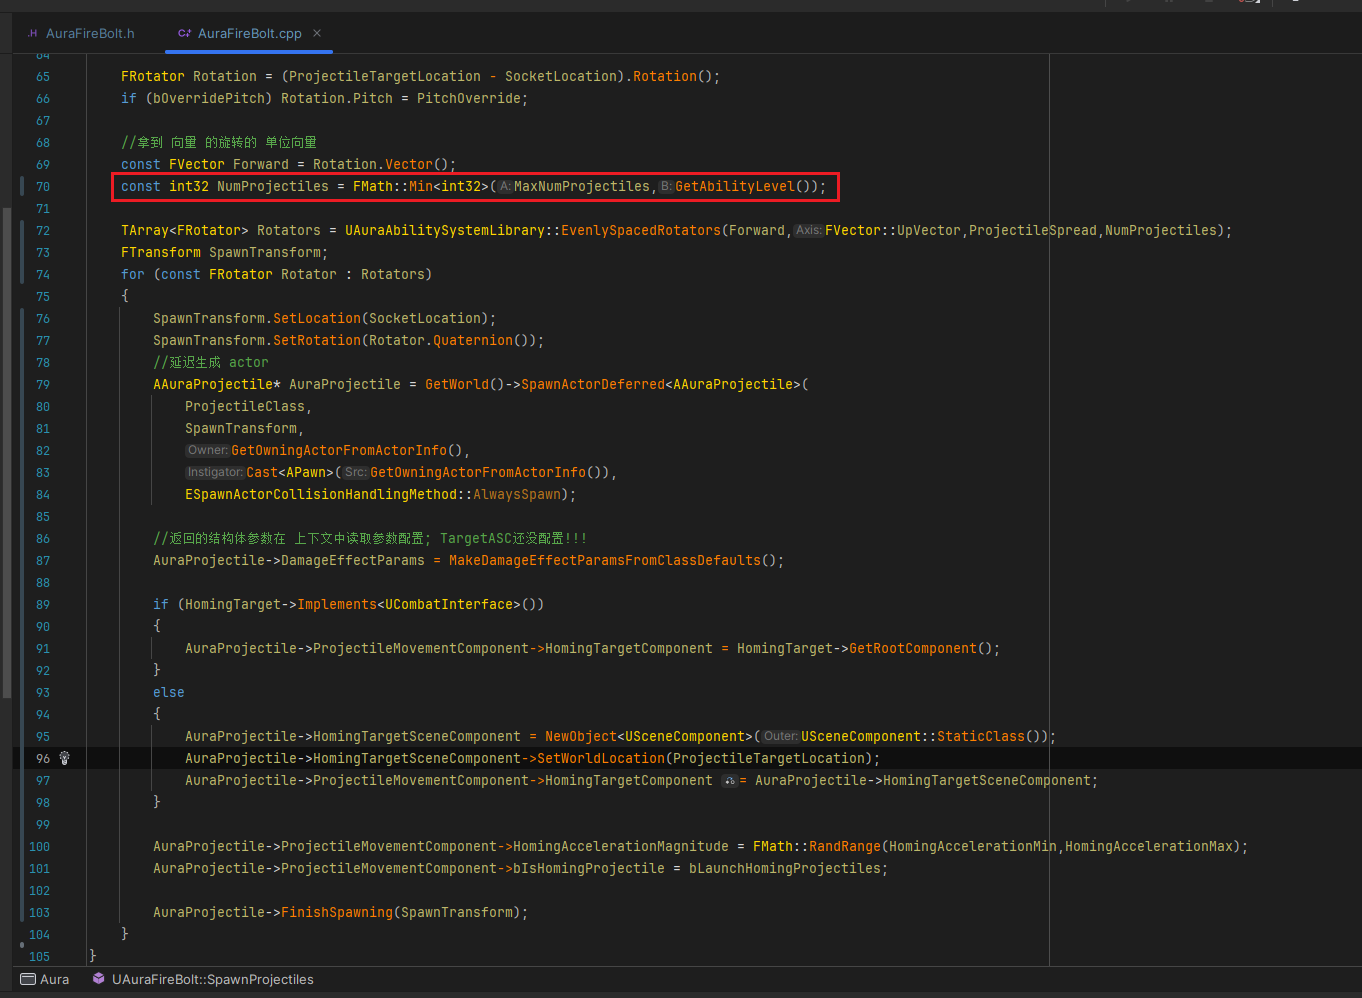 AuraFireBolt.h
AuraFireBolt.cpp
64
65 FRotator Rotation = (ProjectileTargetLocation - SocketLocation).Rotation();
66 if (bOverridePitch) Rotation.Pitch = PitchOverride;
67
68 //拿到 向量 的旋转的 单位向量
69 const FVector Forward = Rotation.Vector();
70 const int32 NumProjectiles = FMath::Min<int32>(A:MaxNumProjectiles,B:GetAbilityLevel());
71
72 TArray<FRotator> Rotators = UAuraAbilitySystemLibrary::EvenlySpacedRotators(Forward,Axis:FVector::UpVector,ProjectileSpread,NumProjectiles);
73 FTransform SpawnTransform;
74 for (const FRotator Rotator : Rotators)
75 {
76 SpawnTransform.SetLocation(SocketLocation);
77 SpawnTransform.SetRotation(Rotator.Quaternion());
78 //延迟生成 actor
79 AAuraProjectile* AuraProjectile = GetWorld()->SpawnActorDeferred<AAuraProjectile>(
80 ProjectileClass,
81 SpawnTransform,
82 Owner:GetOwningActorFromActorInfo(),
83 Instigator:Cast<APawn>(Src:GetOwningActorFromActorInfo()),
84 ESpawnActorCollisionHandlingMethod::AlwaysSpawn);
85
86 //返回的结构体参数在 上下文中读取参数配置; TargetASC还没配置!!!
87 AuraProjectile->DamageEffectParams = MakeDamageEffectParamsFromClassDefaults();
88
89 if (HomingTarget->Implements<UCombatInterface>())
90 {
91 AuraProjectile->ProjectileMovementComponent->HomingTargetComponent = HomingTarget->GetRootComponent();
92 }
93 else
94 {
95 AuraProjectile->HomingTargetSceneComponent = NewObject<USceneComponent>(Outer:USceneComponent::StaticClass());
96 AuraProjectile->HomingTargetSceneComponent->SetWorldLocation(ProjectileTargetLocation);
97 AuraProjectile->ProjectileMovementComponent->HomingTargetComponent = AuraProjectile->HomingTargetSceneComponent;
98 }
99
100 AuraProjectile->ProjectileMovementComponent->HomingAccelerationMagnitude = FMath::RandRange(HomingAccelerationMin,HomingAccelerationMax);
101 AuraProjectile->ProjectileMovementComponent->bIsHomingProjectile = bLaunchHomingProjectiles;
102
103 AuraProjectile->FinishSpawning(SpawnTransform);
104 }
105 }
Aura UAuraFireBolt::SpawnProjectiles